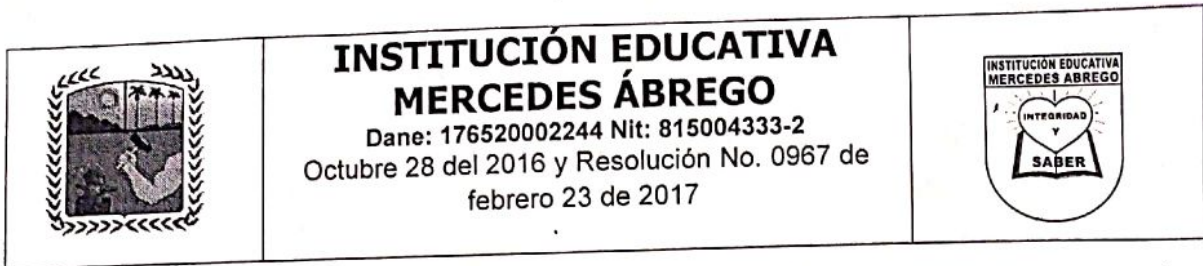 INSTITUCIÓN EDUCATIVA
MERCEDES ÁBREGO
Dane: 176520002244 Nit: 815004333-2
Octubre 28 del 2016 y Resolución No. 0967 de
febrero 23 de 2017
INSTITUCIÓN EDUCATIVA
MERCEDES ABREGO
INTEGRIDAD
Y
SABER